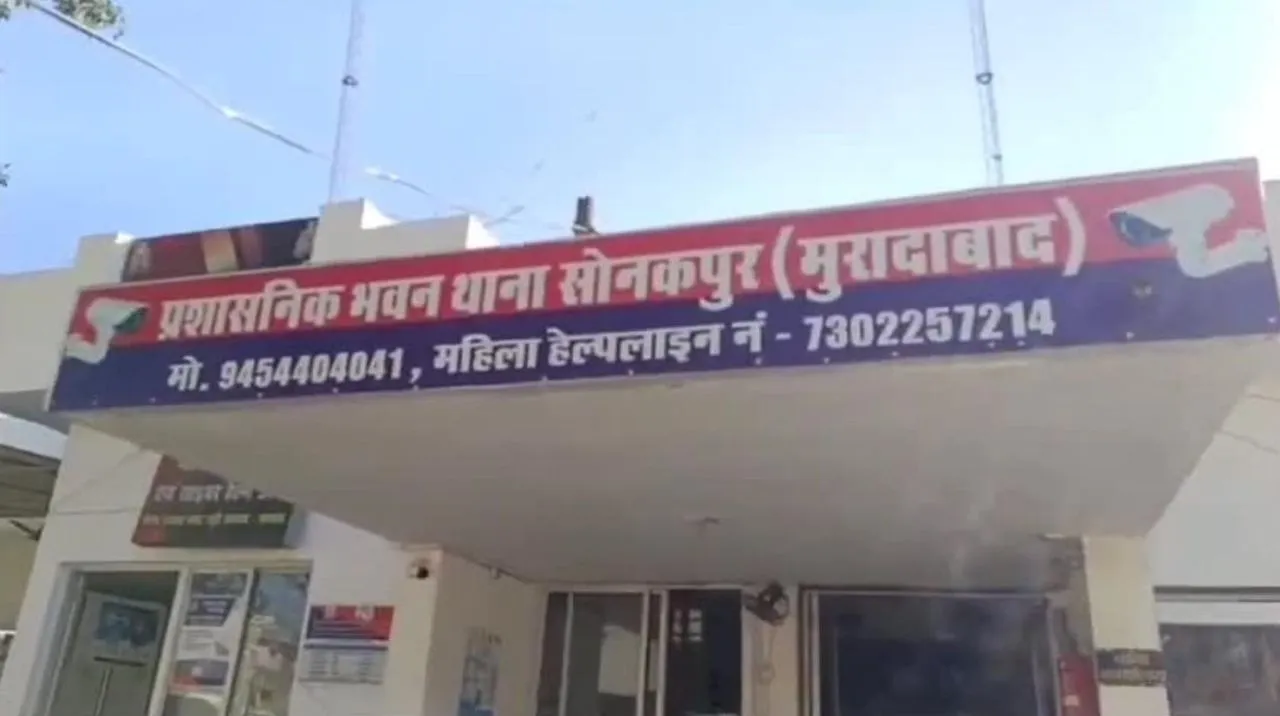 प्रशासनिक भवन थाना सोनकपुर (मुरादाबाद)
मो. 9454404041 , महिला हेल्पलाइन नं - 7302257214